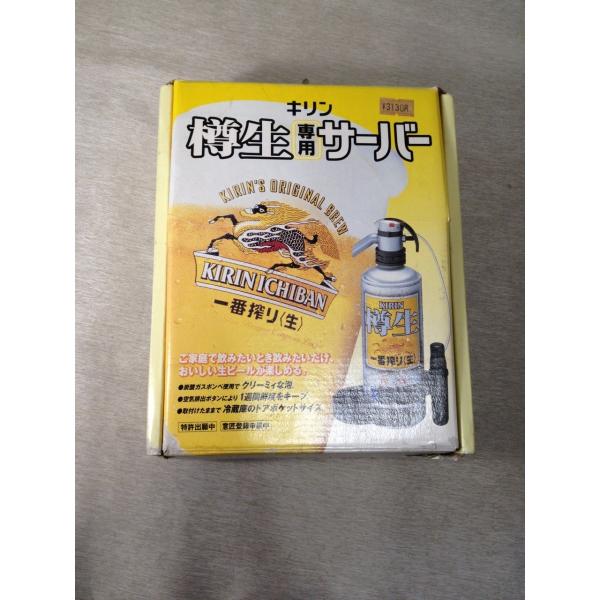 キリン
¥3130円
樽生専用サーバー
KIRIN'S ORIGINAL BREW
KIRIN ICHIBAN
一番搾り〈生〉
KIRIN
樽生
一番搾り〈生〉
ご家庭で飲みたいとき飲みたいだけ、
おいしい生ビールが楽しめる。
●炭酸ガスボンベ使用でクリーミィな泡
●空気排出ボタンにより1週間鮮度をキープ
●取付けたままで冷蔵庫のドアポケットサイズ
特許出願中 意匠登録申請中